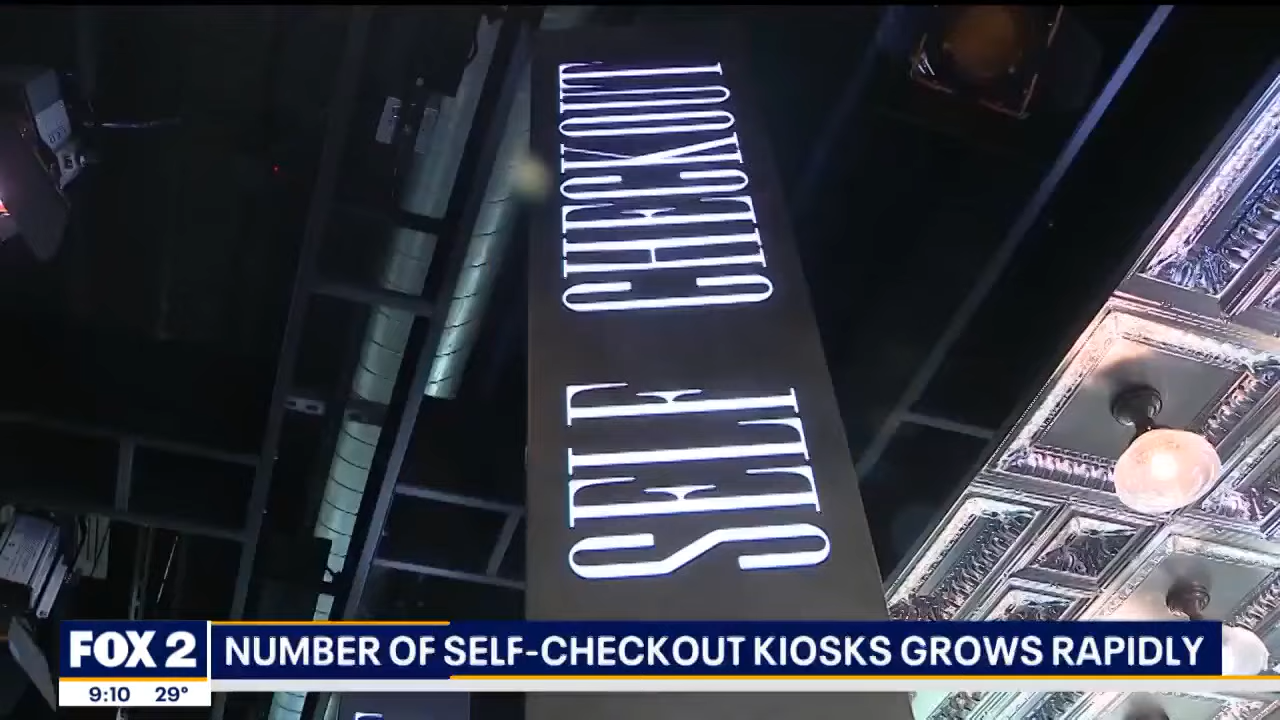 SELF CHECKOUT
FOX 2
NUMBER OF SELF-CHECKOUT KIOSKS GROWS RAPIDLY
9:10 29°